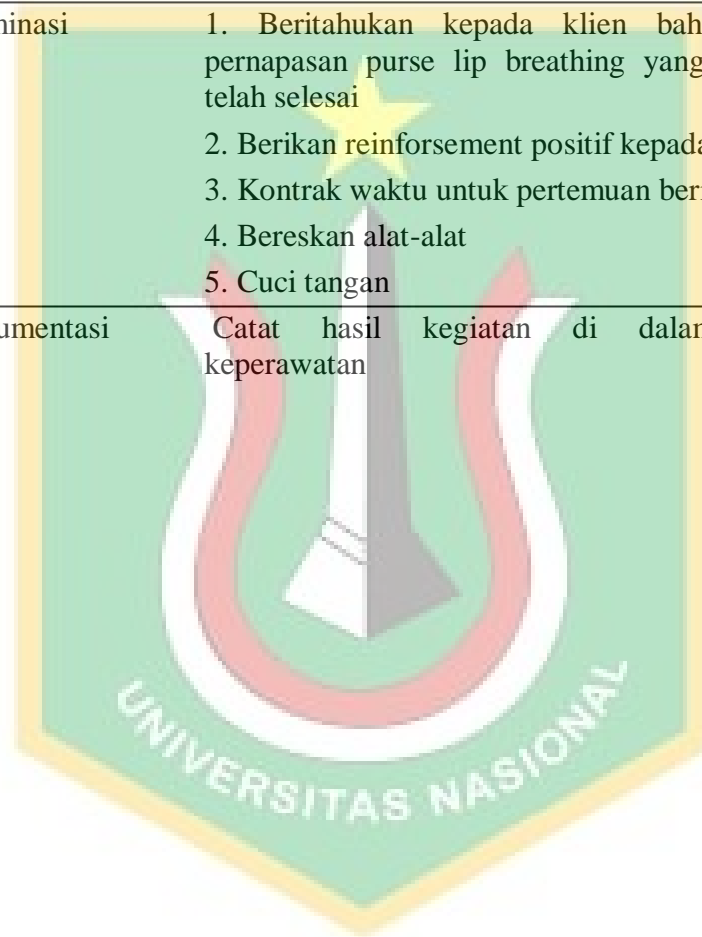 minasi 1. Beritahukan kepada klien bah
pernapasan purse lip breathing yang
telah selesai
2. Berikan reinforsement positif kepada
3. Kontrak waktu untuk pertemuan beri
4. Bereskan alat-alat
5. Cuci tangan
umentasi Catat hasil kegiatan di dalam
keperawatan
UNIVERSITAS NASIONAL